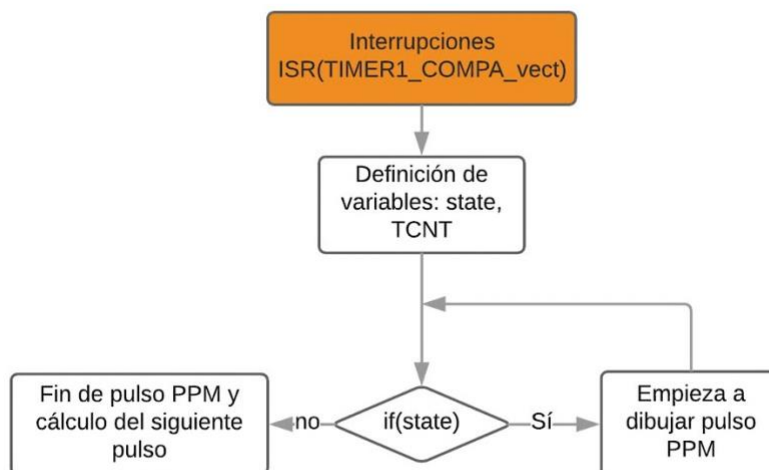 Interrupciones
ISR(TIMER1_COMPA_vect)
Definición de
variables: state,
TCNT
Fin de pulso PPM y
cálculo del siguiente
pulso
no
if(state)
Sí
Empieza a
dibujar pulso
PPM